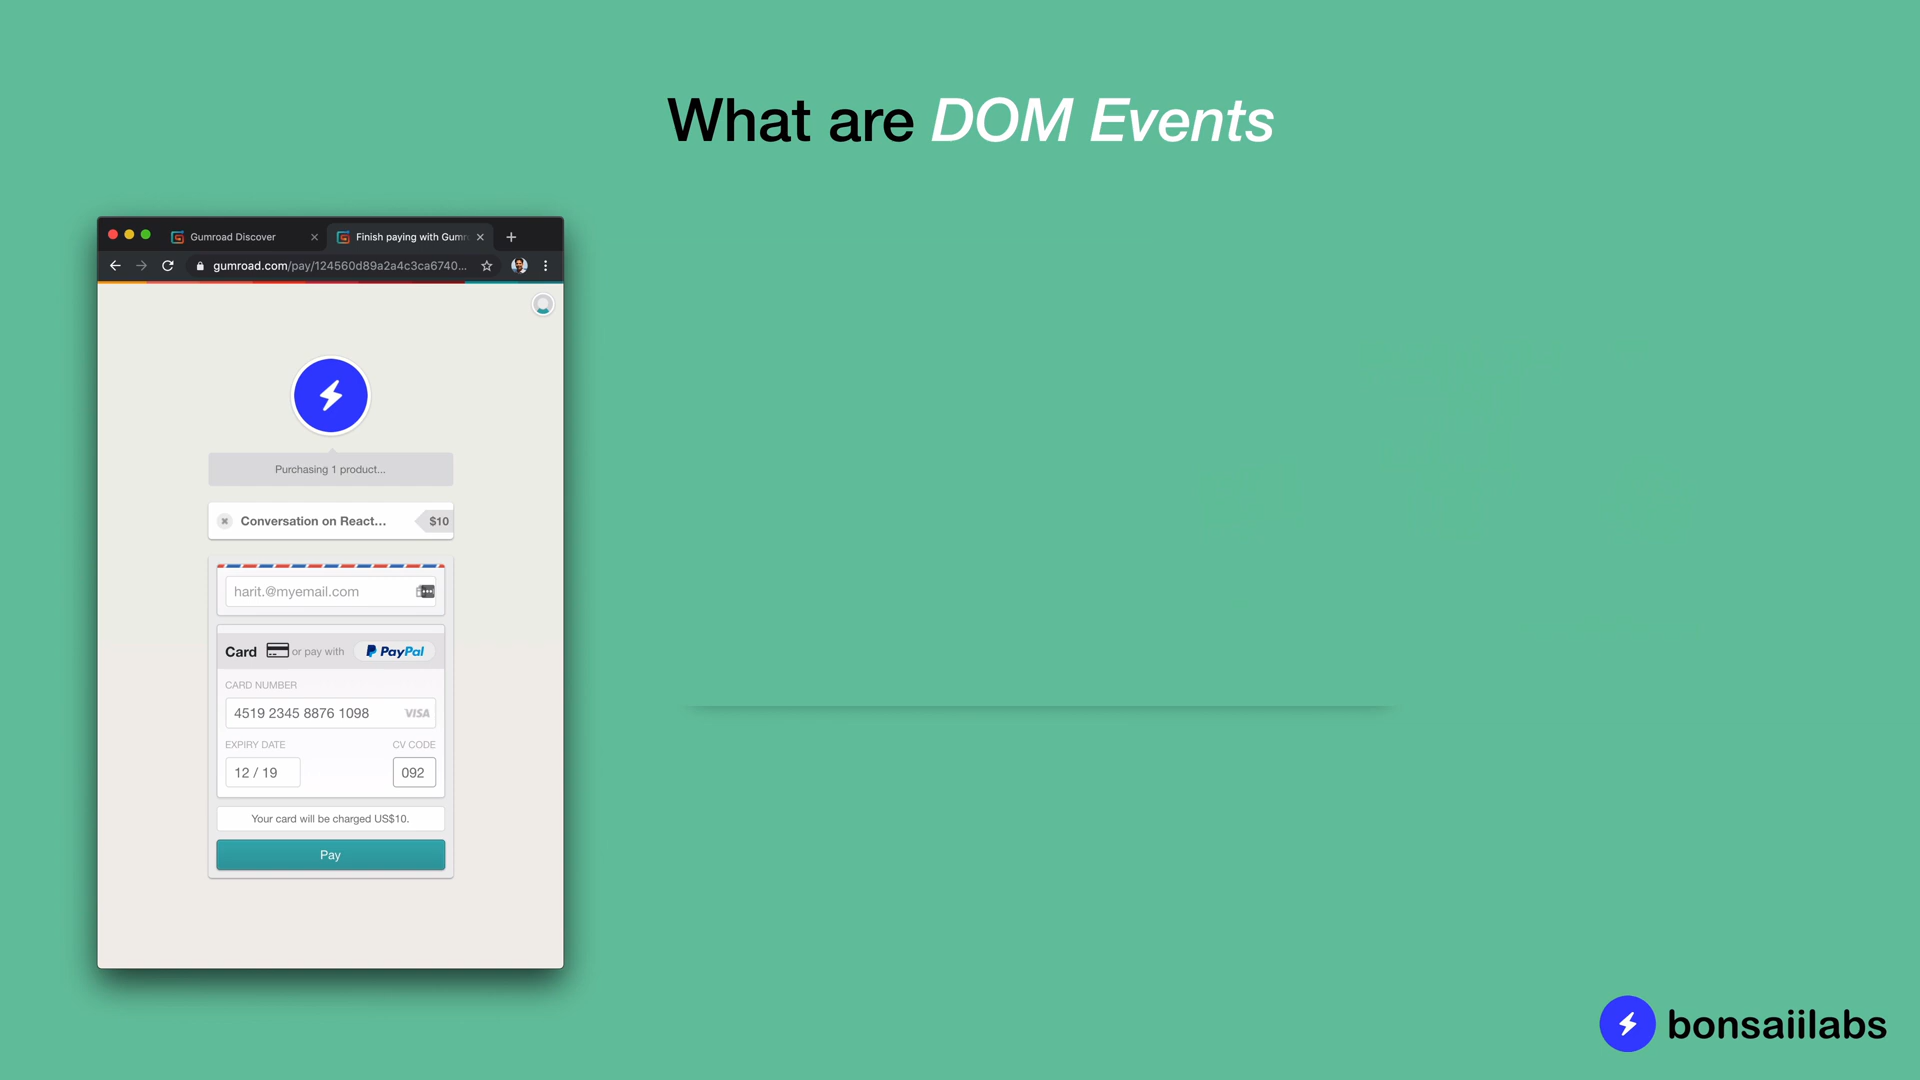 What are DOM Events
Gumroad Discover
Finish paying with Gumr
gumroad.com/pay/124560d89a2a4c3ca6740...
Purchasing 1 product...
Conversation on React...
$10
harit.@myemail.com
Card or pay with PayPal
CARD NUMBER
4519 2345 8876 1098 VISA
EXPIRY DATE CV CODE
12 / 19 092
Your card will be charged US$10.
Pay
bonsaiilabs